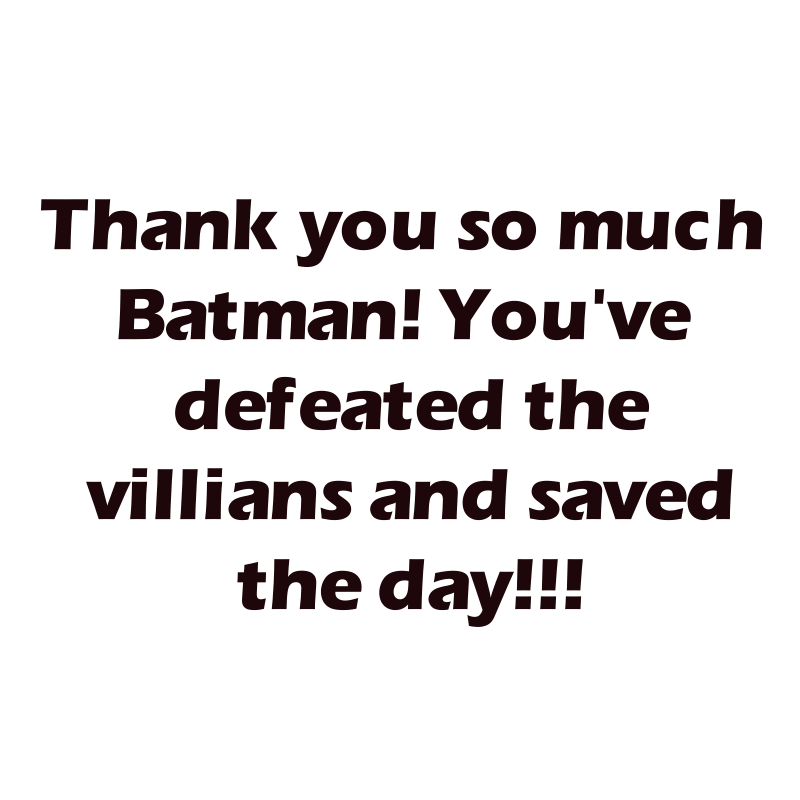 Thank you so much
Batman! You've
defeated the
villians and saved
the day!!!